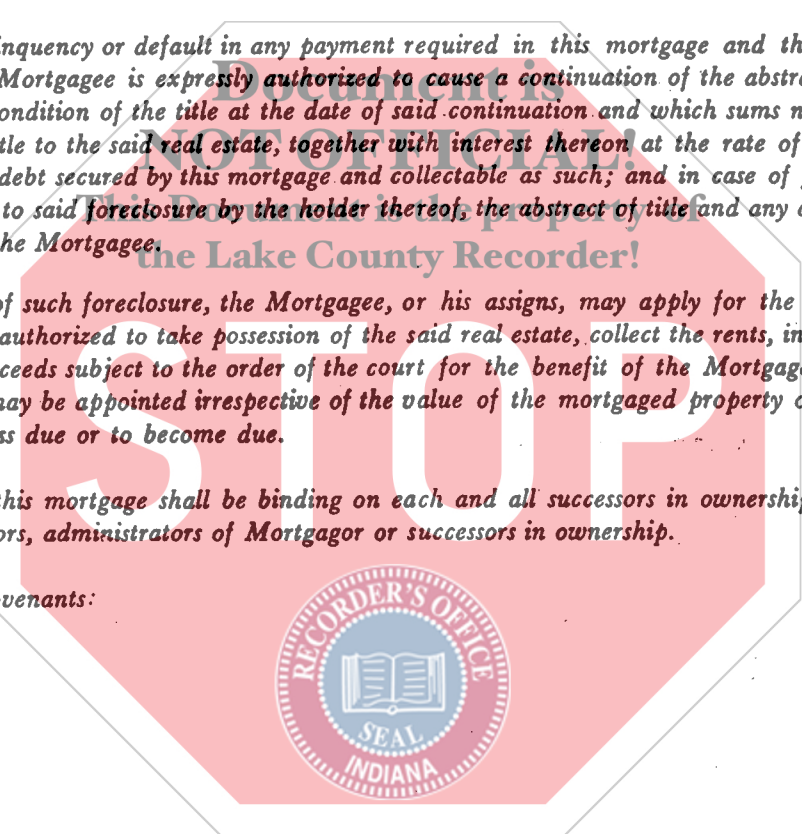 inquency or default in any payment required in this mortgage and th
Document is
Mortgagee is expressly authorized to cause a continuation of the abstra
ondition of the title at the date of said continuation and which sums m
NOT OFFICIAL!
tle to the said real estate, together with interest thereon at the rate of
debt secured by this mortgage and collectable as such; and in case of
This Document is the property of
to said foreclosure by the holder thereof, the abstract of title and any
he Mortgagee.
the Lake County Recorder!
of such foreclosure, the Mortgagee, or his assigns, may apply for the
authorized to take possession of the said real estate, collect the rents, in
ceeds subject to the order of the court for the benefit of the Mortgag
may be appointed irrespective of the value of the mortgaged property
ss due or to become due.
STOP
this mortgage shall be binding on each and all successors in ownership
ors, administrators of Mortgagor or successors in ownership.
venants:
RECORDER'S OFFICE
SEAL
INDIANA